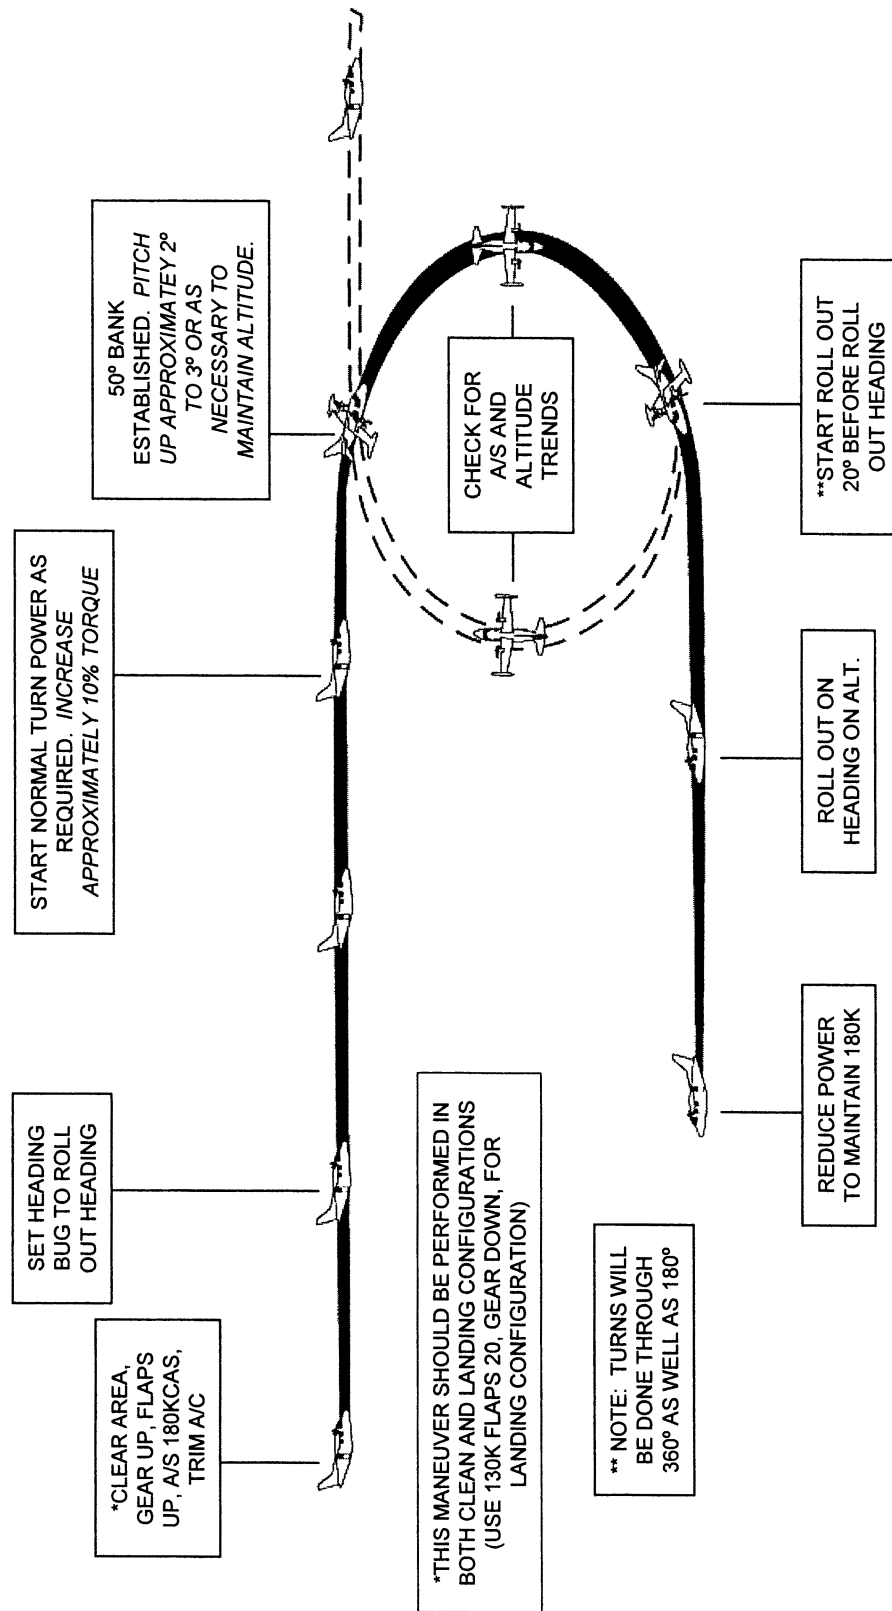 *CLEAR AREA,
GEAR UP, FLAPS
UP, A/S 180KCAS,
TRIM A/C
SET HEADING
BUG TO ROLL
OUT HEADING
START NORMAL TURN POWER AS
REQUIRED. INCREASE
APPROXIMATELY 10% TORQUE
50º BANK
ESTABLISHED. PITCH
UP APPROXIMATEY 2º
TO 3º OR AS
NECESSARY TO
MAINTAIN ALTITUDE.
CHECK FOR
A/S AND
ALTITUDE
TRENDS
**START ROLL OUT
20º BEFORE ROLL
OUT HEADING
ROLL OUT ON
HEADING ON ALT.
REDUCE POWER
TO MAINTAIN 180K
*THIS MANEUVER SHOULD BE PERFORMED IN
BOTH CLEAN AND LANDING CONFIGURATIONS
(USE 130K FLAPS 20, GEAR DOWN, FOR
LANDING CONFIGURATION)
** NOTE: TURNS WILL
BE DONE THROUGH
360º AS WELL AS 180º